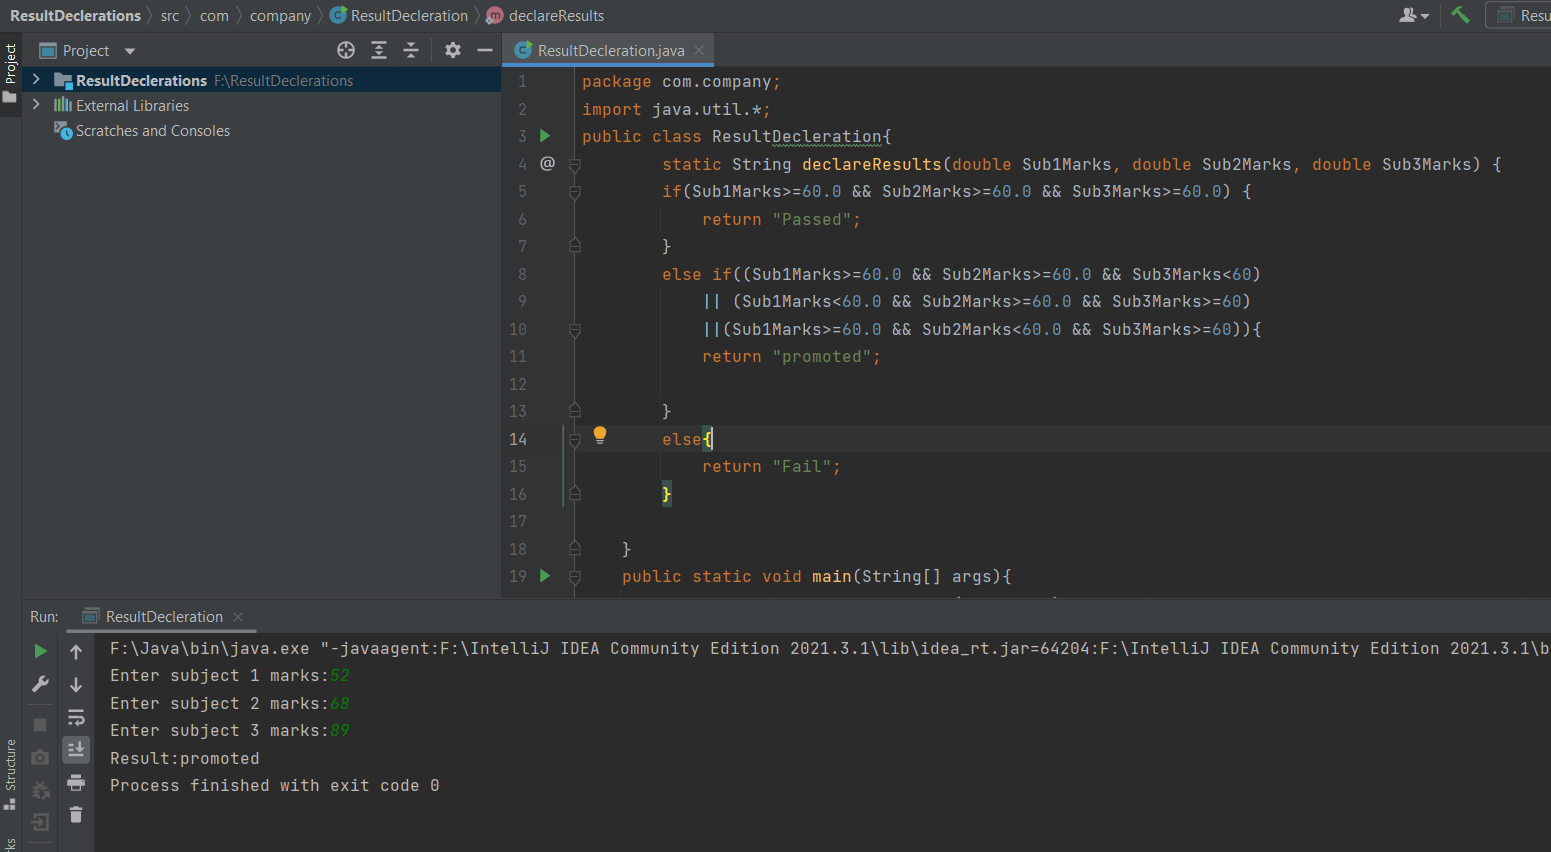 ResultDeclerations src com company ResultDecleration declareResults
Project
Project
ResultDecleration.java
ResultDeclerations F:\ResultDeclerations
External Libraries
Scratches and Consoles
1 package com.company;
2 import java.util.*;
3 public class ResultDecleration{
4 @ static String declareResults(double Sub1Marks, double Sub2Marks, double Sub3Marks) {
5 if(Sub1Marks>=60.0 && Sub2Marks>=60.0 && Sub3Marks>=60.0) {
6 return "Passed";
7 }
8 else if((Sub1Marks>=60.0 && Sub2Marks>=60.0 && Sub3Marks<60)
9 || (Sub1Marks<60.0 && Sub2Marks>=60.0 && Sub3Marks>=60)
10 ||(Sub1Marks>=60.0 && Sub2Marks<60.0 && Sub3Marks>=60)){
11 return "promoted";
12
13 }
14 else{
15 return "Fail";
16 }
17
18 }
19 public static void main(String[] args){
Run: ResultDecleration
F:\Java\bin\java.exe "-javaagent:F:\IntelliJ IDEA Community Edition 2021.3.1\lib\idea_rt.jar=64204:F:\IntelliJ IDEA Community Edition 2021.3.1\b
Enter subject 1 marks:52
Enter subject 2 marks:68
Enter subject 3 marks:89
Result:promoted
Process finished with exit code 0
Structure